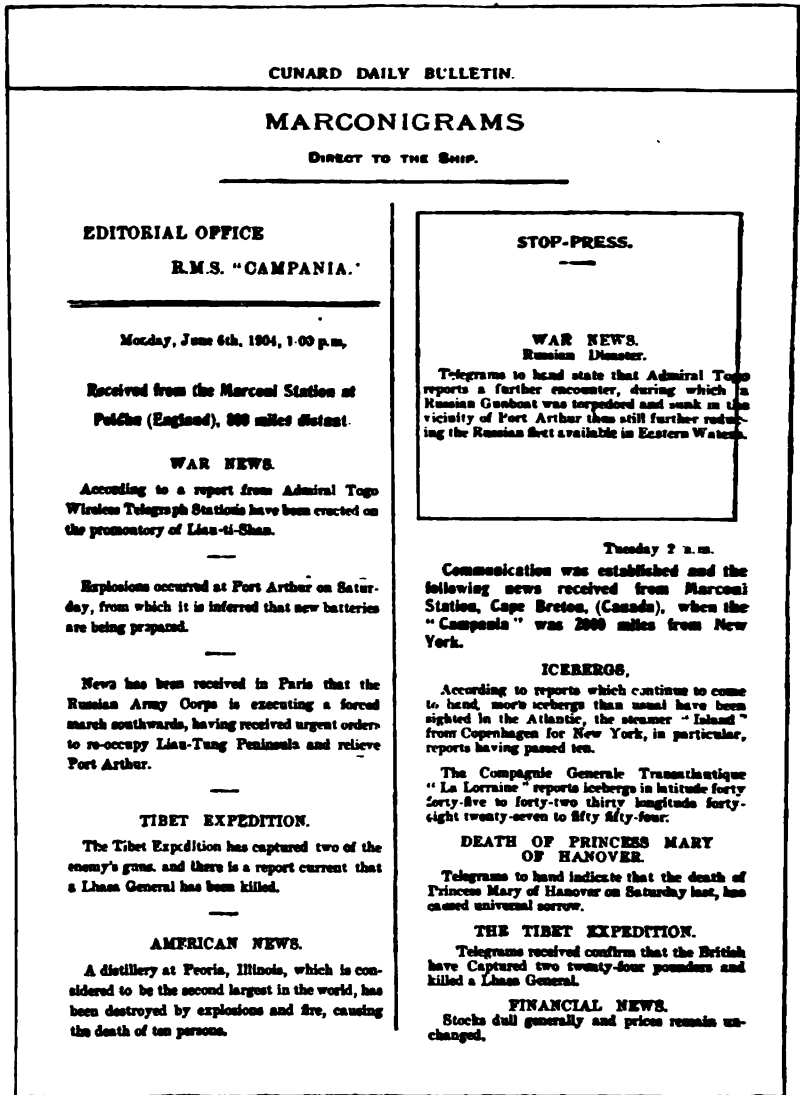 CUNARD DAILY BULLETIN.
MARCONIGRAMS
DIRECT TO THE SHIP.
EDITORIAL OFFICE
R.M.S. "CAMPANIA."
Monday, June 6th, 1904, 1-00 p.m.
Received from the Marconi Station at
Poldhu (England), 800 miles distant.
WAR NEWS.
According to a report from Admiral Togo
Wireless Telegraph Stations have been erected on
the promontory of Liau-ti-Shan.
Explosions occurred at Port Arthur on Satur-
day, from which it is inferred that new batteries
are being prepared.
News has been received in Paris that the
Russian Army Corps is executing a forced
march southwards, having received urgent orders
to re-occupy Liau-Tung Peninsula and relieve
Port Arthur.
TIBET EXPEDITION.
The Tibet Expedition has captured two of the
enemy's guns, and there is a report current that
a Lhasa General has been killed.
AMERICAN NEWS.
A distillery at Peoria, Illinois, which is con-
sidered to be the second largest in the world, has
been destroyed by explosions and fire, causing
the death of ten persons.
STOP-PRESS.
WAR NEWS.
Russian Disaster.
Telegrams to hand state that Admiral Togo
reports a further encounter, during which a
Russian Gunboat was torpedoed and sunk in the
vicinity of Port Arthur thus still further reduc-
ing the Russian fleet available in Eastern Waters.
Tuesday 2 a.m.
Communication was established and the
following news received from Marconi
Station, Cape Breton, (Canada), when the
"Campania" was 2000 miles from New
York.
ICEBERGS,
According to reports which continue to come
to hand, more icebergs than usual have been
sighted in the Atlantic, the steamer "Island"
from Copenhagen for New York, in particular,
reports having passed ten.
The Compagnie Generale Transatlantique
"La Lorraine" reports icebergs in latitude forty
forty-five to forty-two thirty longitude forty-
eight twenty-seven to fifty fifty-four.
DEATH OF PRINCESS MARY
OF HANOVER.
Telegrams to hand indicate that the death of
Princess Mary of Hanover on Saturday last, has
caused universal sorrow.
THE TIBET EXPEDITION.
Telegrams received confirm that the British
have Captured two twenty-four pounders and
killed a Lhasa General.
FINANCIAL NEWS.
Stocks dull generally and prices remain un-
changed.